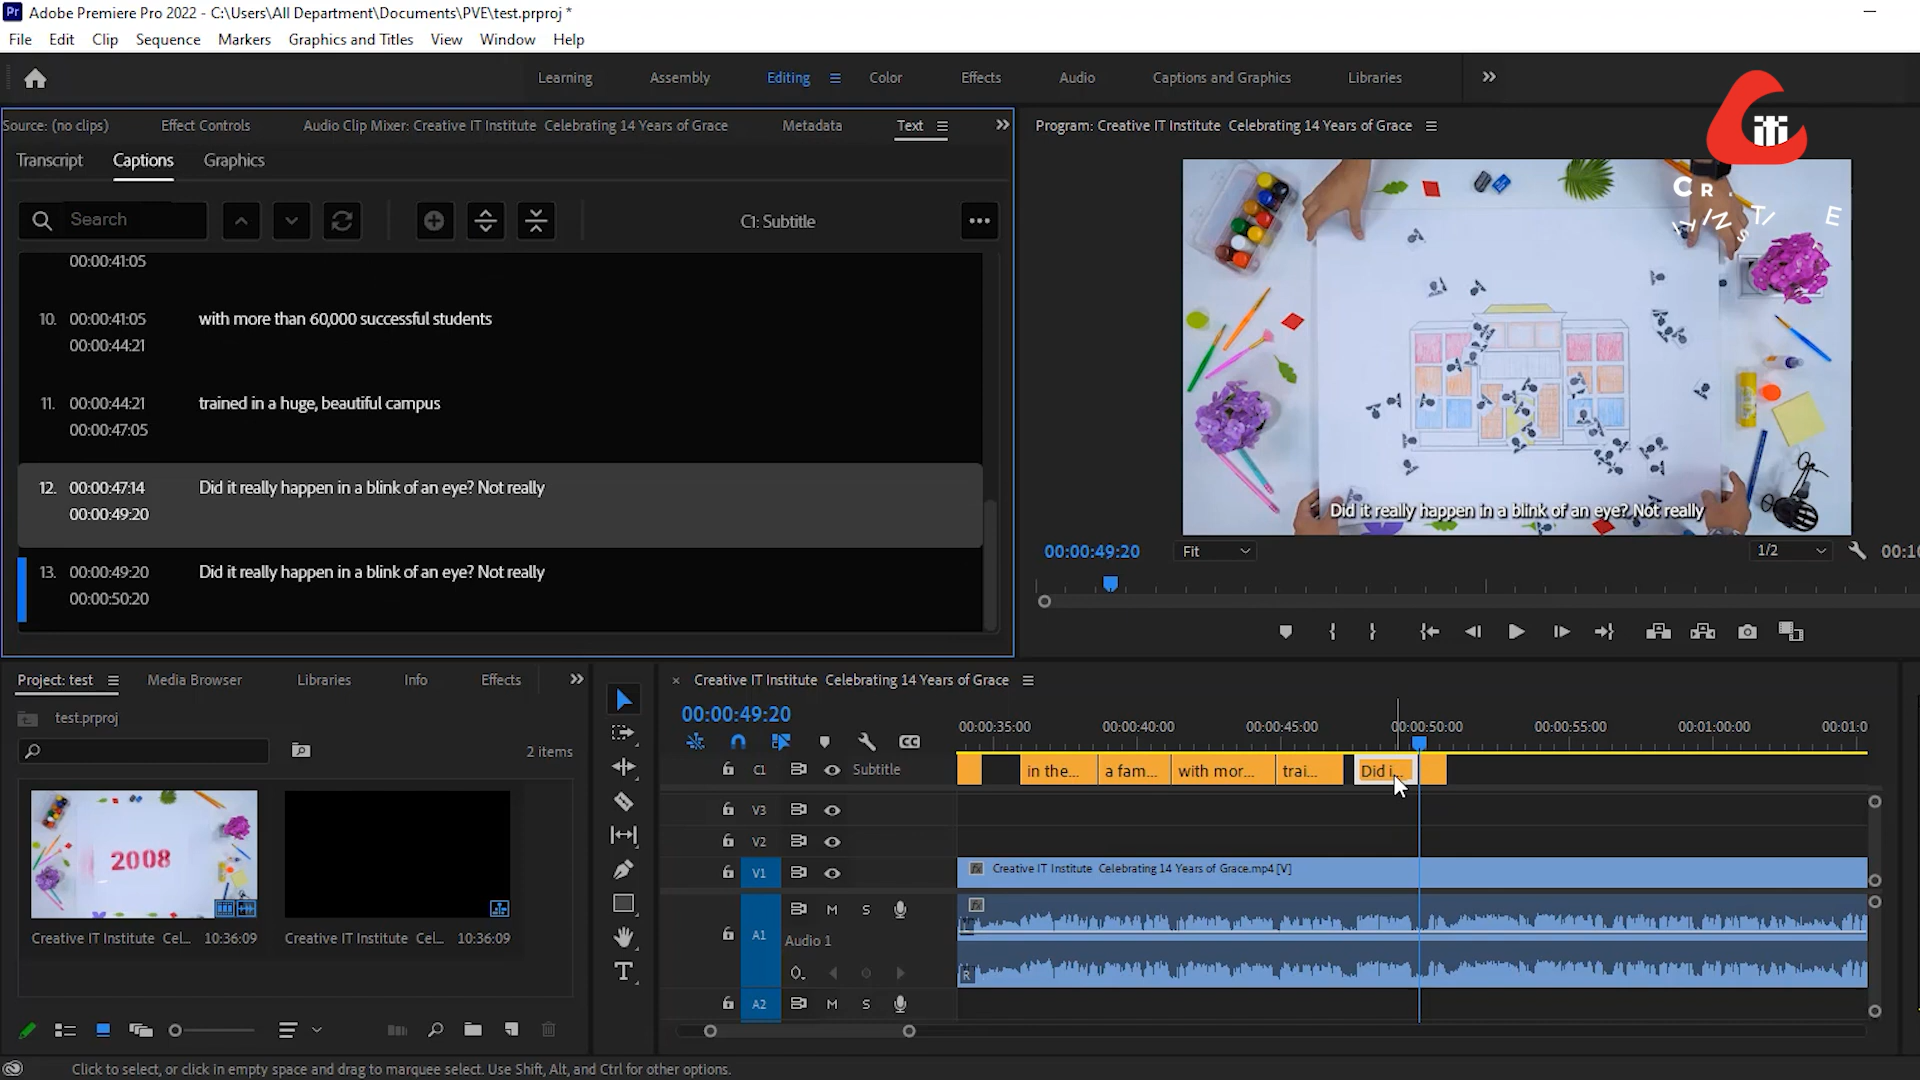 Adobe Premiere Pro 2022 - C:\Users\All Department\Documents\PVE\test.prproj *
File Edit Clip Sequence Markers Graphics and Titles View Window Help
Learning Assembly Editing Color Effects Audio Captions and Graphics Libraries
Source: (no clips) Effect Controls Audio Clip Mixer: Creative IT Institute Celebrating 14 Years of Grace Metadata Text
Transcript Captions Graphics
Search C1: Subtitle
00:00:41:05
10. 00:00:41:05 with more than 60,000 successful students
00:00:44:21
11. 00:00:44:21 trained in a huge, beautiful campus
00:00:47:05
12. 00:00:47:14 Did it really happen in a blink of an eye? Not really
00:00:49:20
13. 00:00:49:20 Did it really happen in a blink of an eye? Not really
00:00:50:20
Program: Creative IT Institute Celebrating 14 Years of Grace
iTi
Did it really happen in a blink of an eye? Not really
00:00:49:20 Fit 1/2 00:10
Project: test Media Browser Libraries Info Effects
test.prproj
2 items
2008
Creative IT Institute Cel... 10:36:09 Creative IT Institute Cel... 10:36:09
Creative IT Institute Celebrating 14 Years of Grace
00:00:49:20
00:00:35:00 00:00:40:00 00:00:45:00 00:00:50:00 00:00:55:00 00:01:00:00 00:01:0
C1 Subtitle in the... a fam... with mor... trai... Did i...
V3
V2
V1 Creative IT Institute Celebrating 14 Years of Grace.mp4 [V]
M S
A1 Audio 1
R
A2 M S
Click to select, or click in empty space and drag to marquee select. Use Shift, Alt, and Ctrl for other options.